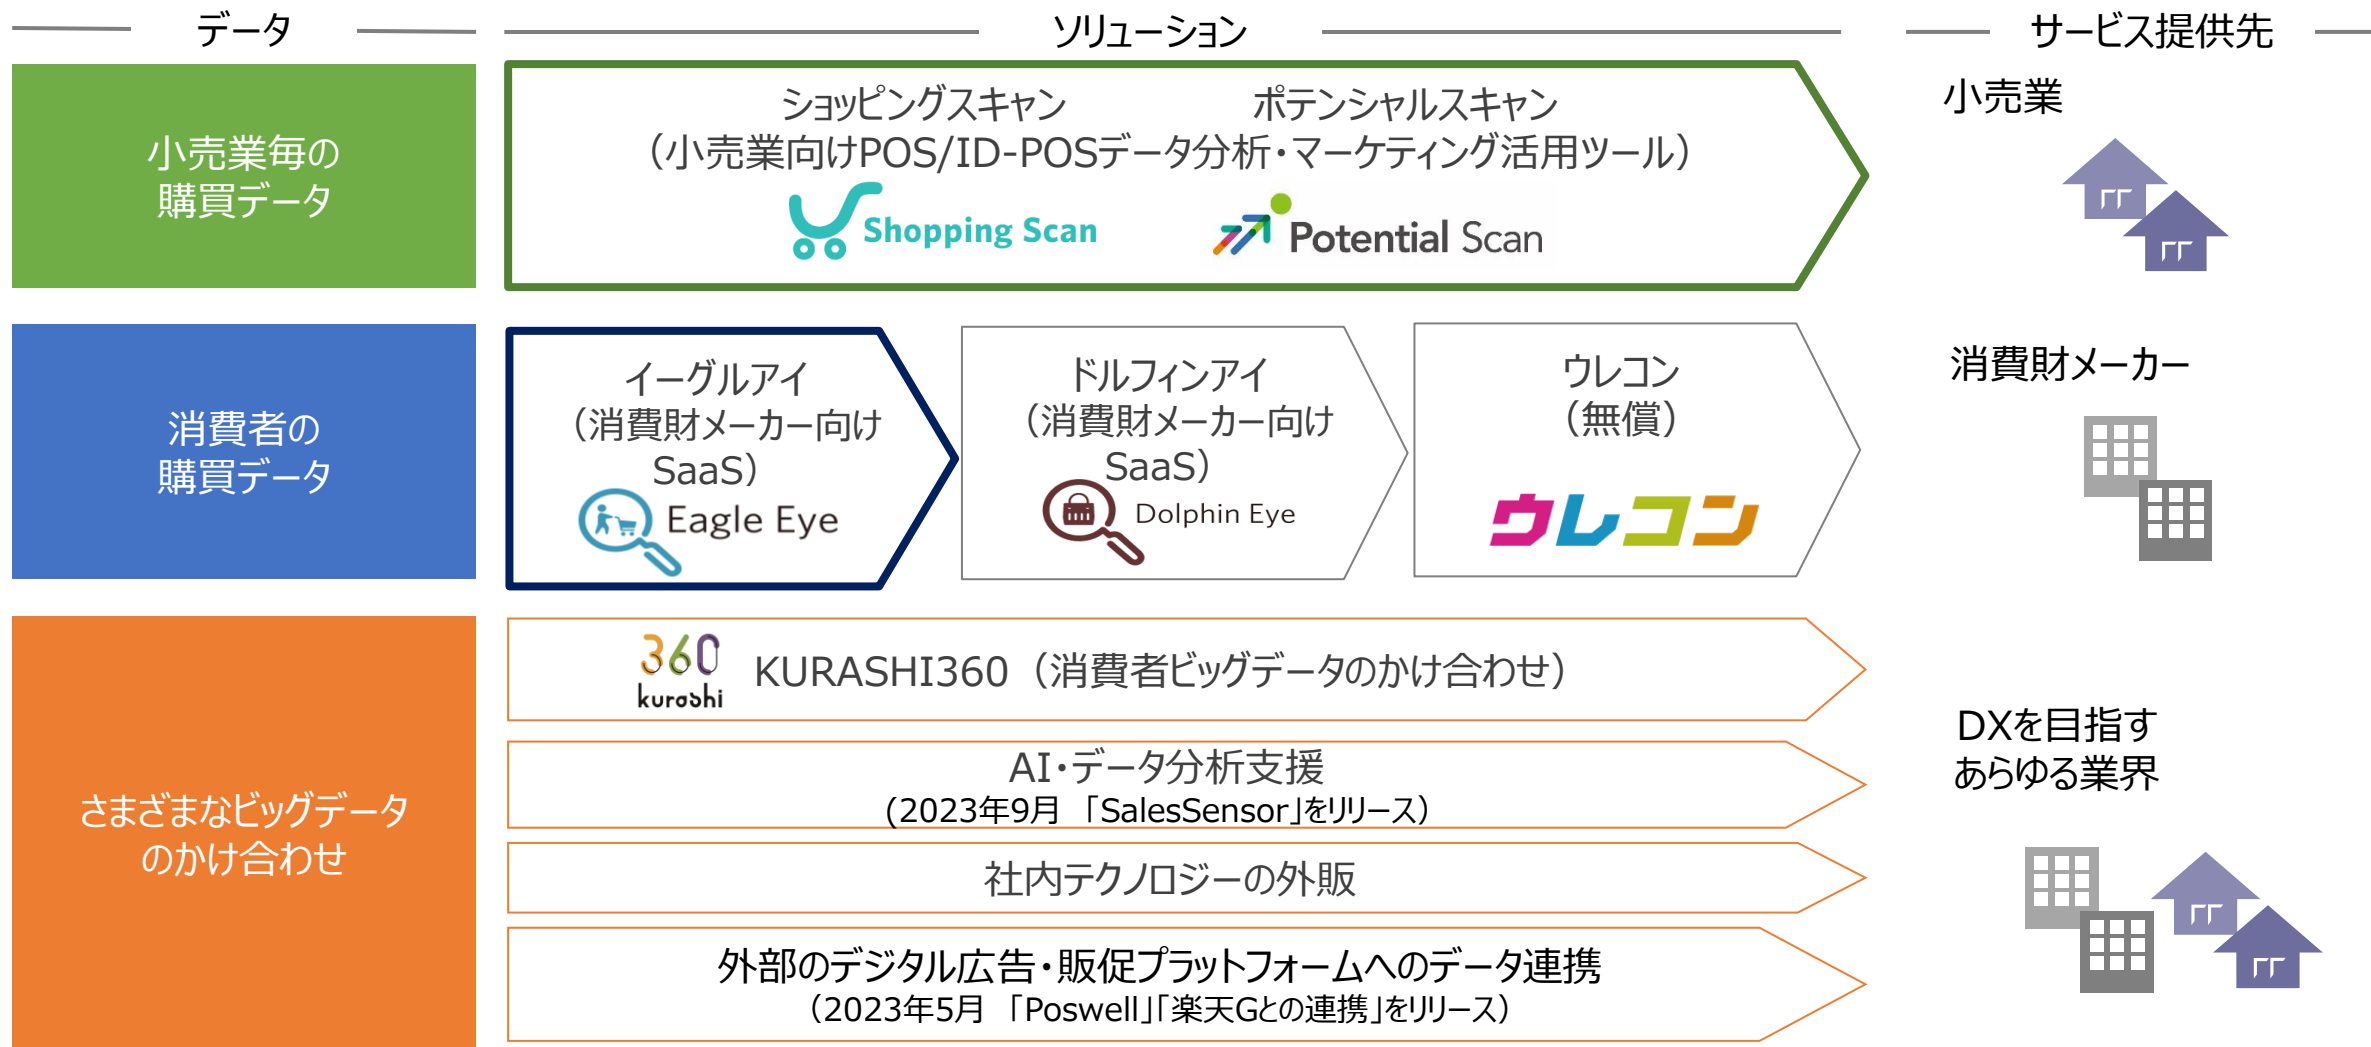 データ
ソリューション
サービス提供先
小売業毎の
購買データ
ショッピングスキャン　ポテンシャルスキャン
（小売業向けPOS/ID-POSデータ分析・マーケティング活用ツール）
Shopping Scan
Potential Scan
小売業
消費者の
購買データ
イーグルアイ
（消費財メーカー向け
SaaS）
Eagle Eye
ドルフィンアイ
（消費財メーカー向け
SaaS）
Dolphin Eye
ウレコン
（無償）
ウレコン
消費財メーカー
さまざまなビッグデータ
のかけ合わせ
360
kurashi
KURASHI360（消費者ビッグデータのかけ合わせ）
AI・データ分析支援
(2023年9月 「SalesSensor」をリリース）
社内テクノロジーの外販
外部のデジタル広告・販促プラットフォームへのデータ連携
（2023年5月 「Poswell」「楽天Gとの連携」をリリース）
DXを目指す
あらゆる業界